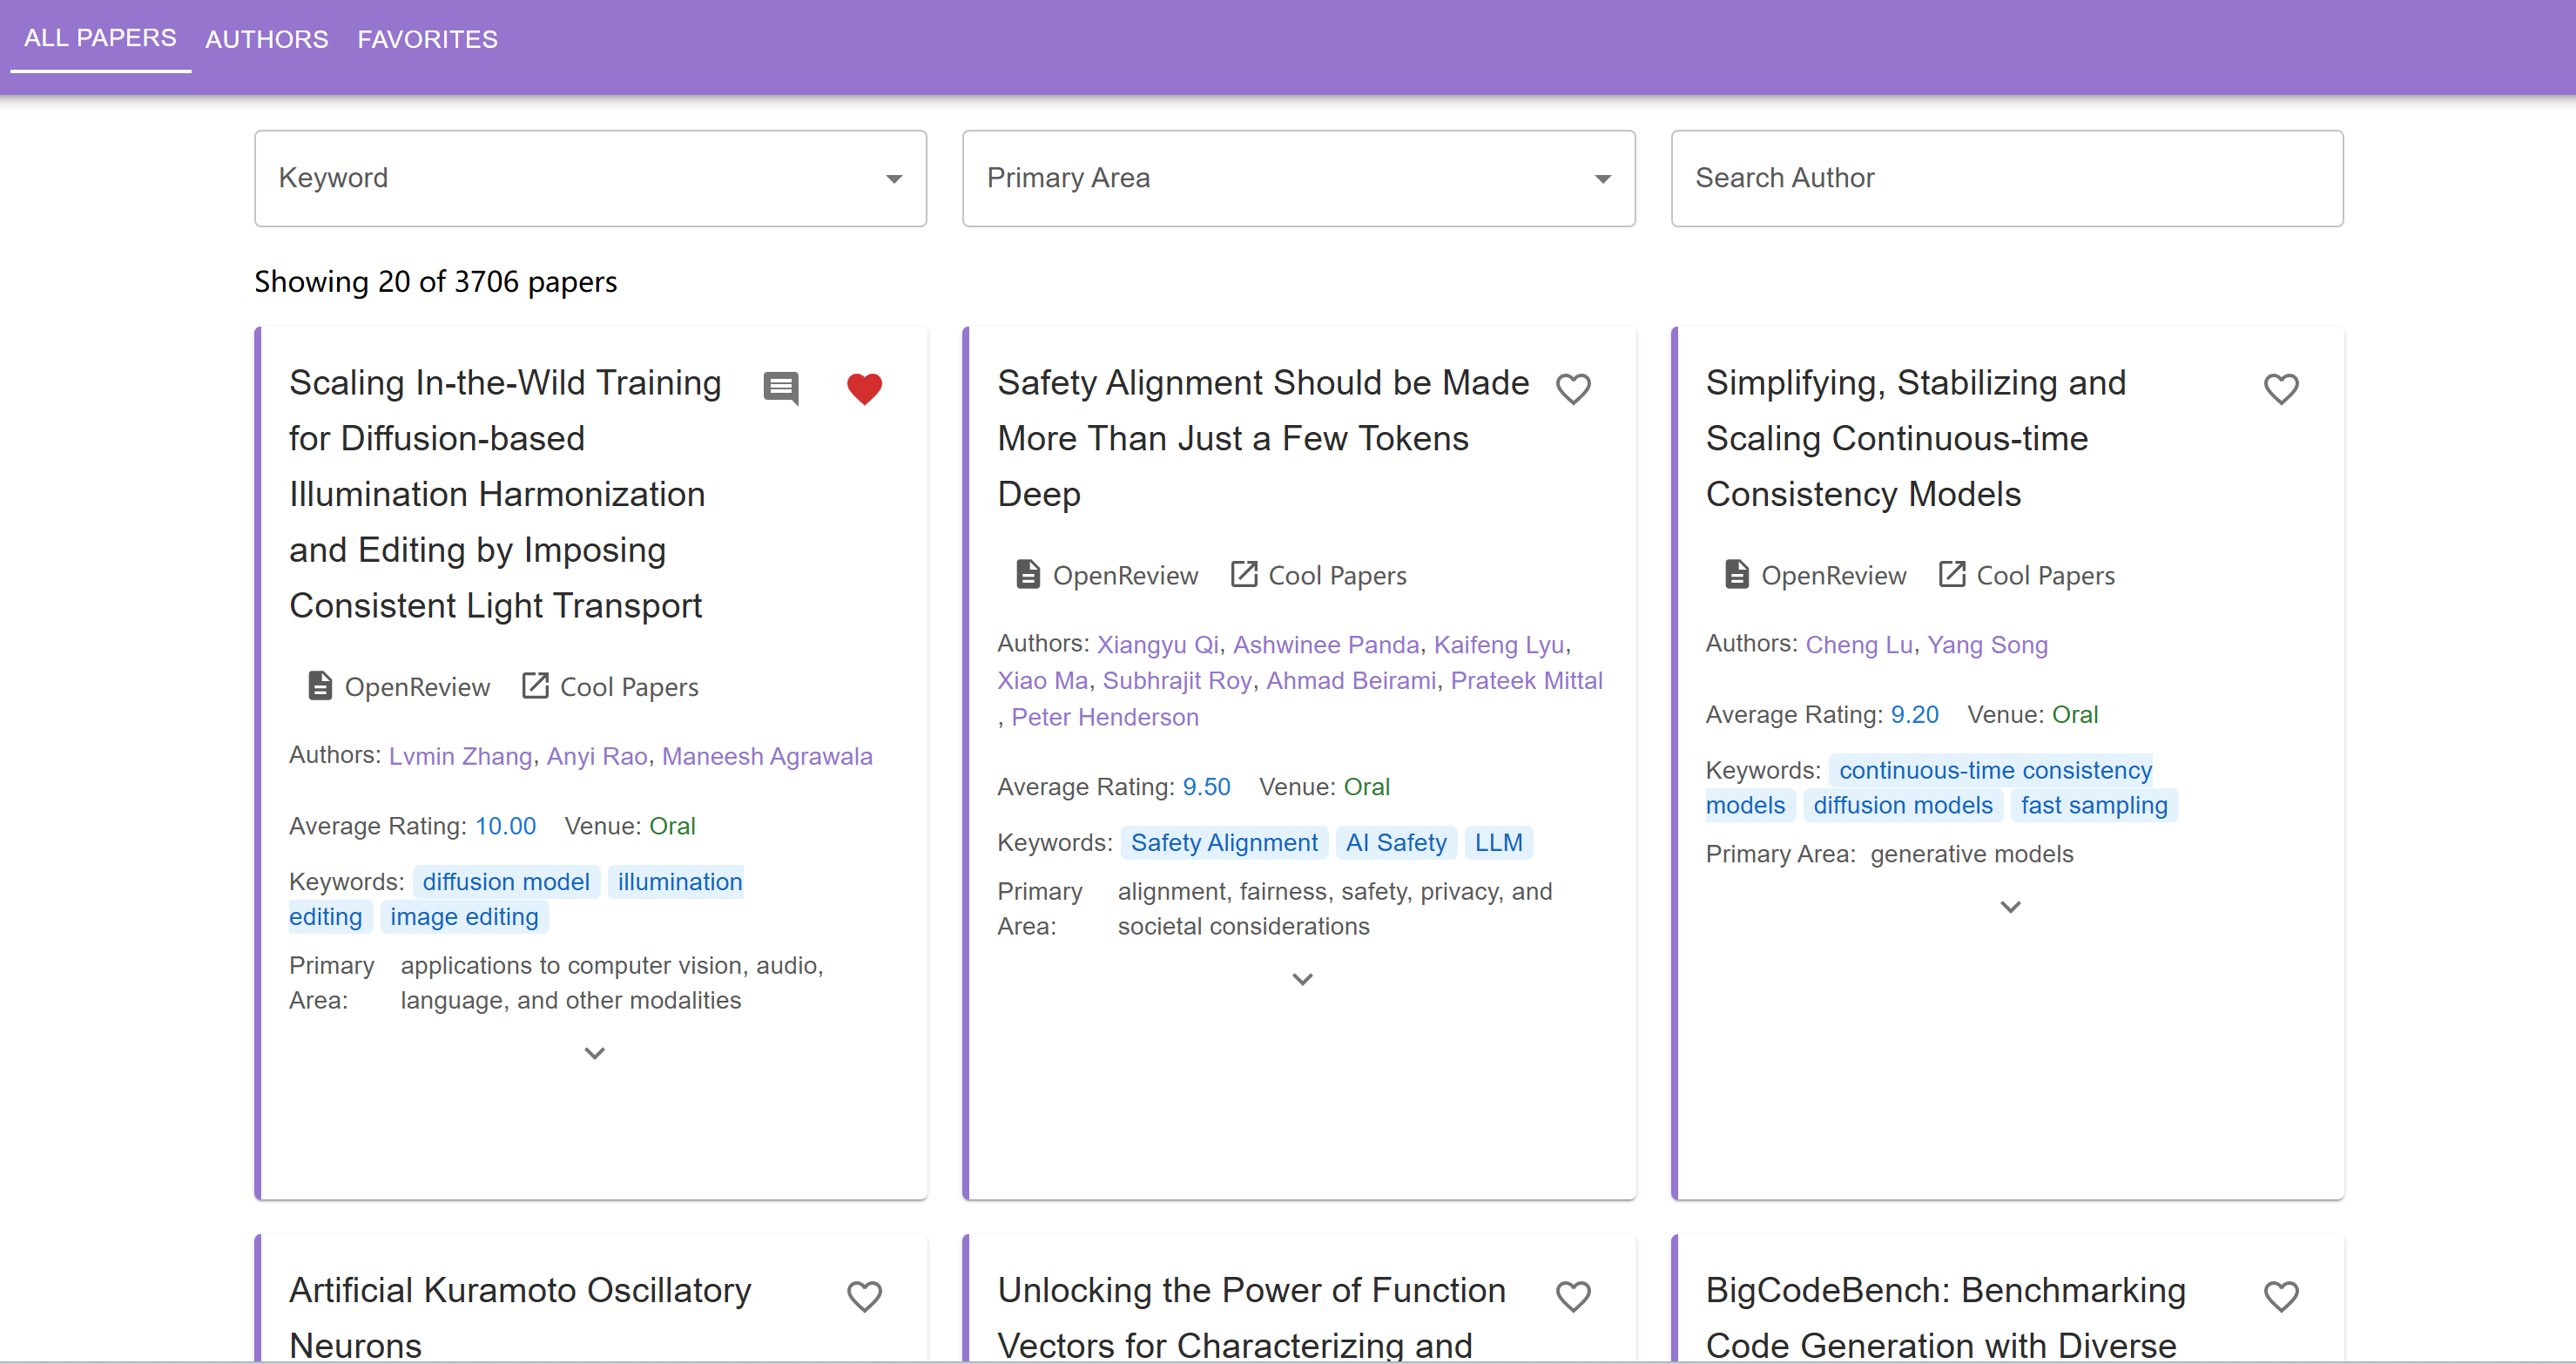 ALL PAPERS AUTHORS FAVORITES
Keyword
Primary Area
Search Author
Showing 20 of 3706 papers
Scaling In-the-Wild Training
for Diffusion-based
Illumination Harmonization
and Editing by Imposing
Consistent Light Transport
OpenReview Cool Papers
Authors: Lvmin Zhang, Anyi Rao, Maneesh Agrawala
Average Rating: 10.00 Venue: Oral
Keywords: diffusion model illumination
editing image editing
Primary applications to computer vision, audio,
Area: language, and other modalities
Safety Alignment Should be Made
More Than Just a Few Tokens
Deep
OpenReview Cool Papers
Authors: Xiangyu Qi, Ashwinee Panda, Kaifeng Lyu,
Xiao Ma, Subhrajit Roy, Ahmad Beirami, Prateek Mittal
, Peter Henderson
Average Rating: 9.50 Venue: Oral
Keywords: Safety Alignment AI Safety LLM
Primary alignment, fairness, safety, privacy, and
Area: societal considerations
Simplifying, Stabilizing and
Scaling Continuous-time
Consistency Models
OpenReview Cool Papers
Authors: Cheng Lu, Yang Song
Average Rating: 9.20 Venue: Oral
Keywords: continuous-time consistency
models diffusion models fast sampling
Primary Area: generative models
Artificial Kuramoto Oscillatory
Neurons
Unlocking the Power of Function
Vectors for Characterizing and
BigCodeBench: Benchmarking
Code Generation with Diverse